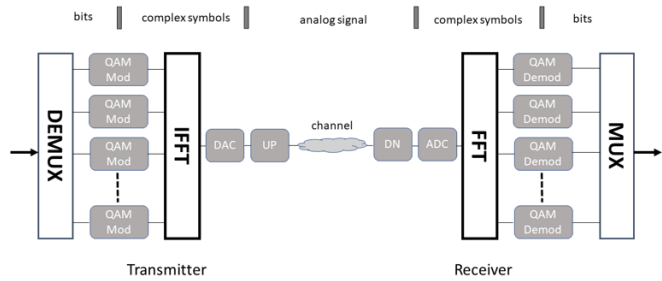 bits
complex symbols
analog signal
complex symbols
bits
DEMUX
QAM
Mod
QAM
Mod
QAM
Mod
QAM
Mod
IFFT
DAC
UP
channel
DN
ADC
FFT
QAM
Demod
QAM
Demod
QAM
Demod
QAM
Demod
MUX
Transmitter
Receiver